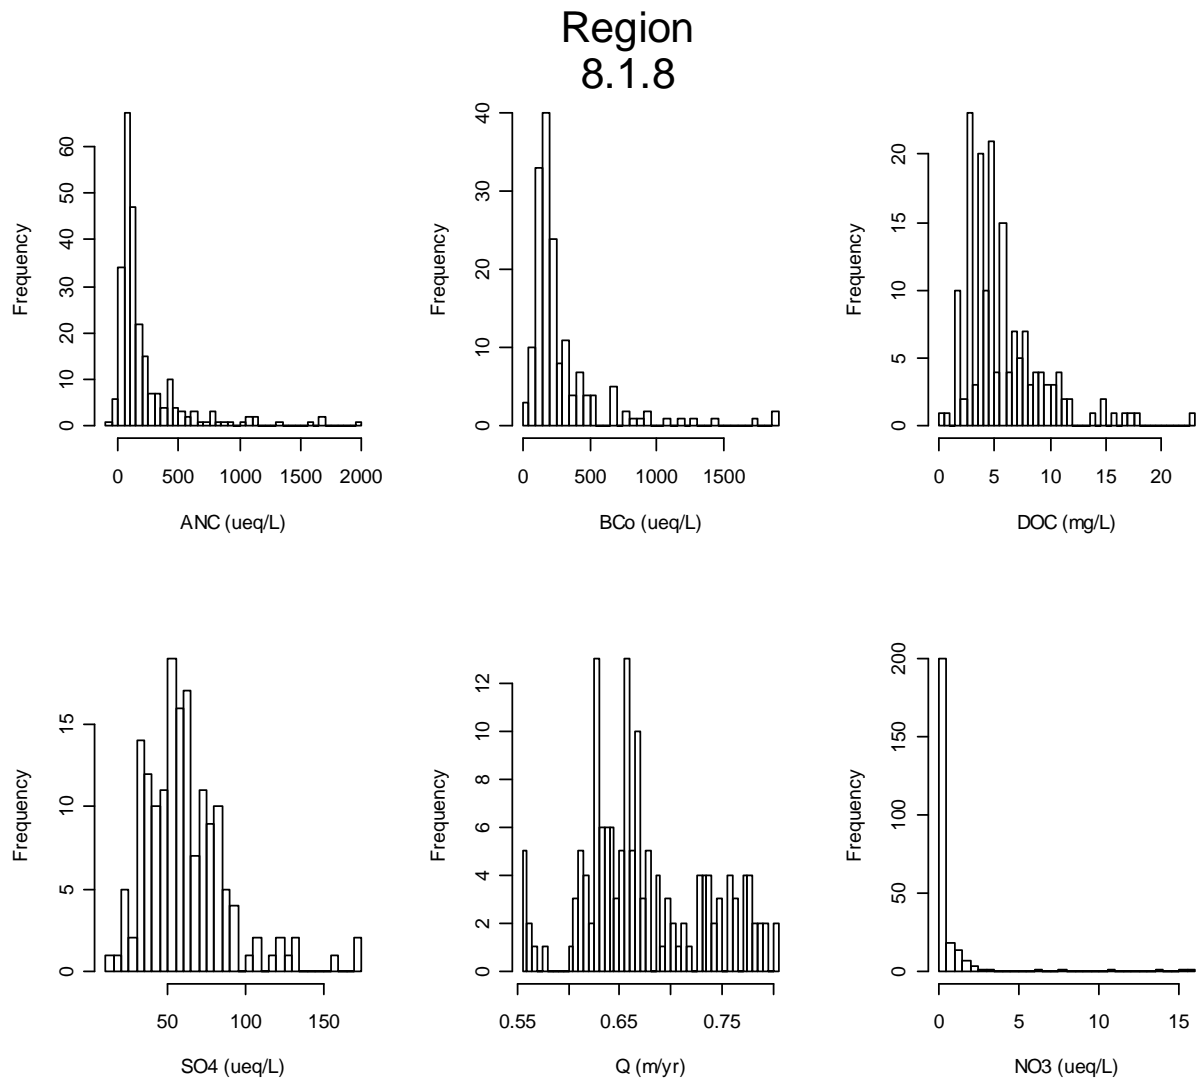 Region
8.1.8
Frequency
0 10 20 30 40 50 60
0 500 1000 1500 2000
ANC (ueq/L)
Frequency
0 10 20 30 40
0 500 1000 1500
BCo (ueq/L)
Frequency
0 5 10 15 20
0 5 10 15 20
DOC (mg/L)
Frequency
0 5 10 15
50 100 150
SO4 (ueq/L)
Frequency
0 2 4 6 8 10 12
0.55 0.65 0.75
Q (m/yr)
Frequency
0 50 100 150 200
0 5 10 15
NO3 (ueq/L)